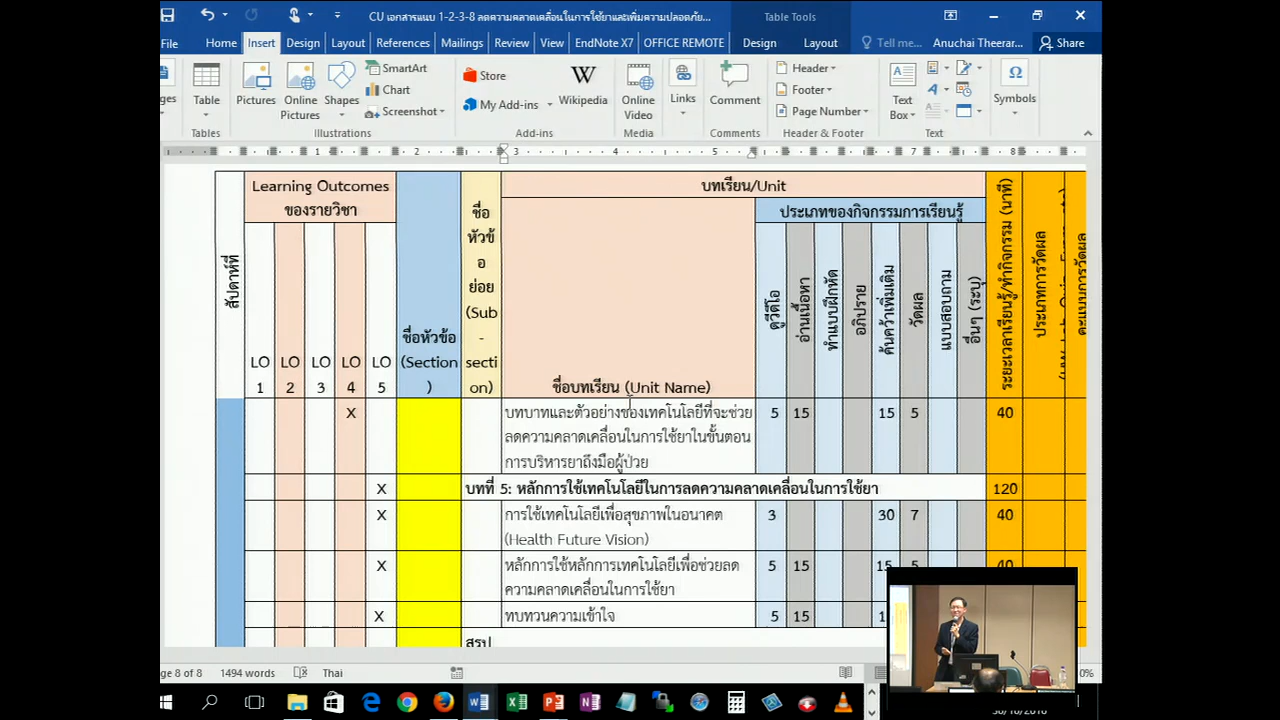 CU เอกสารแบบ 1-2-3-8 ลดความคลาดเคลื่อนในการใช้ยาและเพิ่มความปลอดภัย...
Table Tools
File
Home
Insert
Design
Layout
References
Mailings
Review
View
EndNote X7
OFFICE REMOTE
Design
Layout
Tell me...
Anuchai Theerar...
Share
Table
Pictures
Online
Pictures
Shapes
SmartArt
Chart
Screenshot
Store
My Add-ins
Wikipedia
Online
Video
Links
Comment
Header
Footer
Page Number
Text
Box
Symbols
Tables
Illustrations
Add-ins
Media
Comments
Header & Footer
Text
1 2 3 4 5 7 8
สัปดาห์ที่
Learning Outcomes
ของรายวิชา
LO
1
LO
2
LO
3
LO
4
LO
5
ชื่อหัวข้อ
(Section
)
ชื่อ
หัวข้
อ
ย่อย
(Sub
-
secti
on)
บทเรียน/Unit
ชื่อบทเรียน (Unit Name)
ประเภทของกิจกรรมการเรียนรู้
ดูวีดีโอ
อ่านเนื้อหา
ทำแบบฝึกหัด
อภิปราย
ค้นคว้าเพิ่มเติม
วัดผล
แบบสอบถาม
อื่นๆ (ระบุ)
ระยะเวลาเรียนรู้/ทำกิจกรรม (นาที)
ประเภทการวัดผล
คะแนนการวัดผล
X บทบาทและตัวอย่างของเทคโนโลยีที่จะช่วย 5 15 15 5 40
ลดความคลาดเคลื่อนในการใช้ยาในขั้นตอน
การบริหารยาถึงมือผู้ป่วย
X บทที่ 5: หลักการใช้เทคโนโลยีในการลดความคลาดเคลื่อนในการใช้ยา 120
X การใช้เทคโนโลยีเพื่อสุขภาพในอนาคต 3 30 7 40
(Health Future Vision)
X หลักการใช้หลักการเทคโนโลยีเพื่อช่วยลด 5 15 15 5 40
ความคลาดเคลื่อนในการใช้ยา
X ทบทวนความเข้าใจ 5 15
สรุป
Page 8 of 8
1494 words
Thai